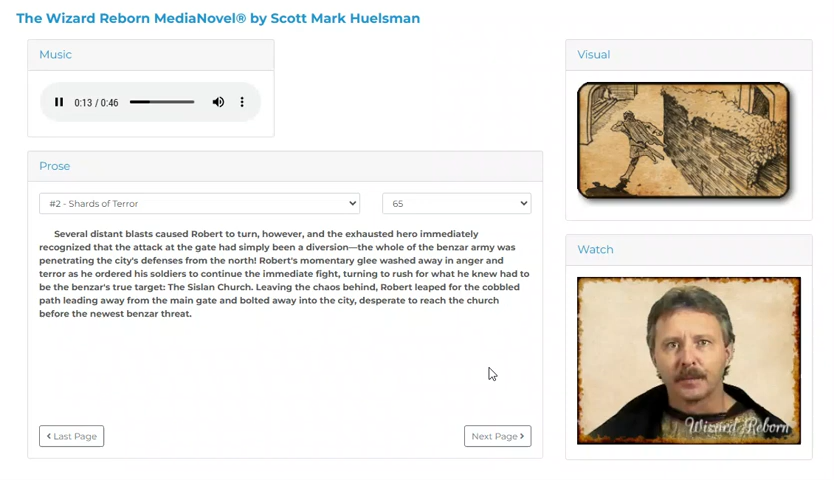 The Wizard Reborn MediaNovel® by Scott Mark Huelsman
Music
0:13 / 0:46
Prose
#2 - Shards of Terror
65
Several distant blasts caused Robert to turn, however, and the exhausted hero immediately
recognized that the attack at the gate had simply been a diversion—the whole of the benzar army was
penetrating the city's defenses from the north! Robert's momentary glee washed away in anger and
terror as he ordered his soldiers to continue the immediate fight, turning to rush for what he knew had to
be the benzar's true target: The Sislan Church. Leaving the chaos behind, Robert leaped for the cobbled
path leading away from the main gate and bolted away into the city, desperate to reach the church
before the newest benzar threat.
Last Page
Next Page
Visual
Watch
Wizard Reborn